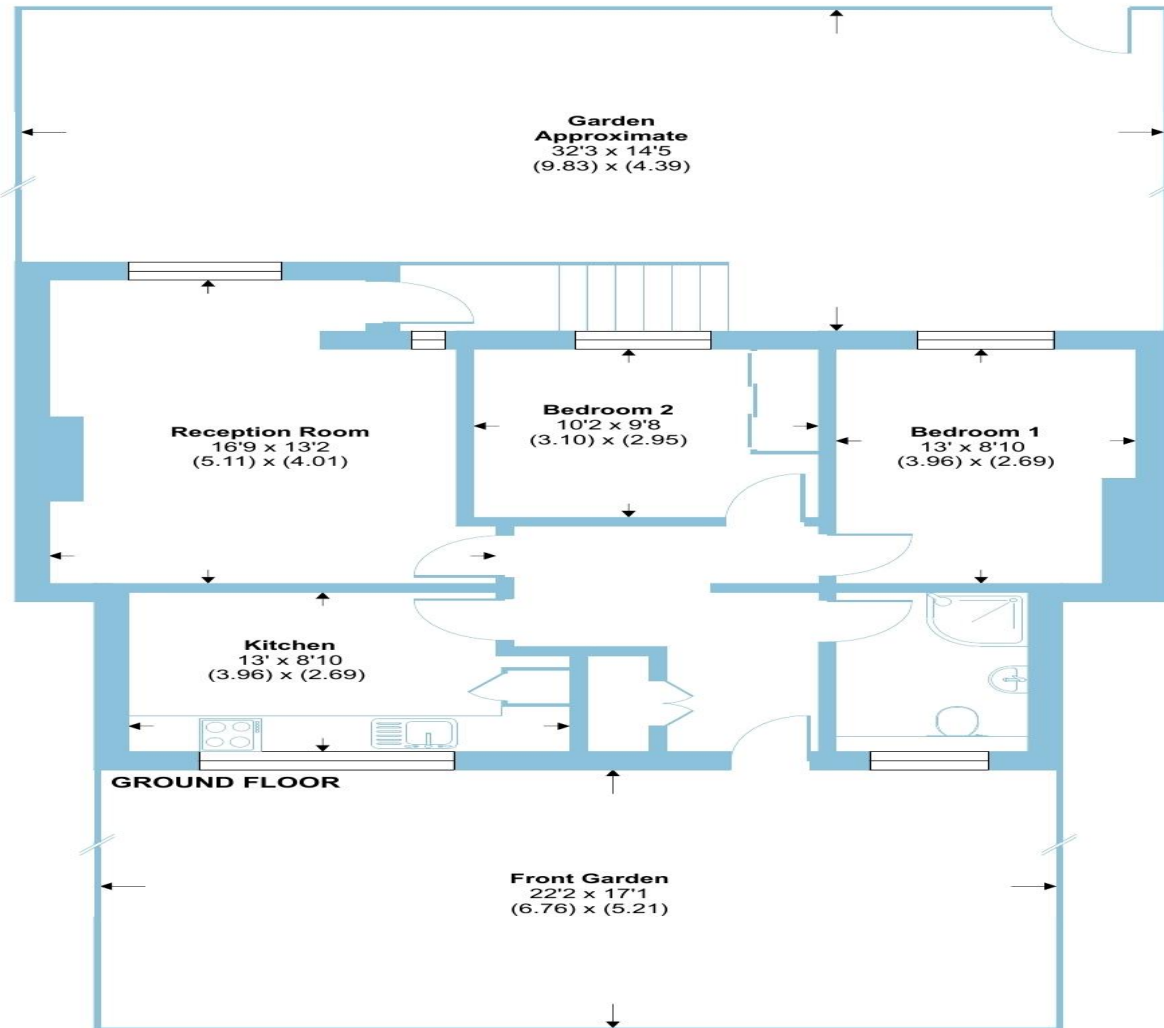 Garden
Approximate
32'3 x 14'5
(9.83) x (4.39)
Reception Room
16'9 x 13'2
(5.11) x (4.01)
Bedroom 2
10'2 x 9'8
(3.10) x (2.95)
Bedroom 1
13' x 8'10
(3.96) x (2.69)
Kitchen
13' x 8'10
(3.96) x (2.69)
GROUND FLOOR
Front Garden
22'2 x 17'1
(6.76) x (5.21)